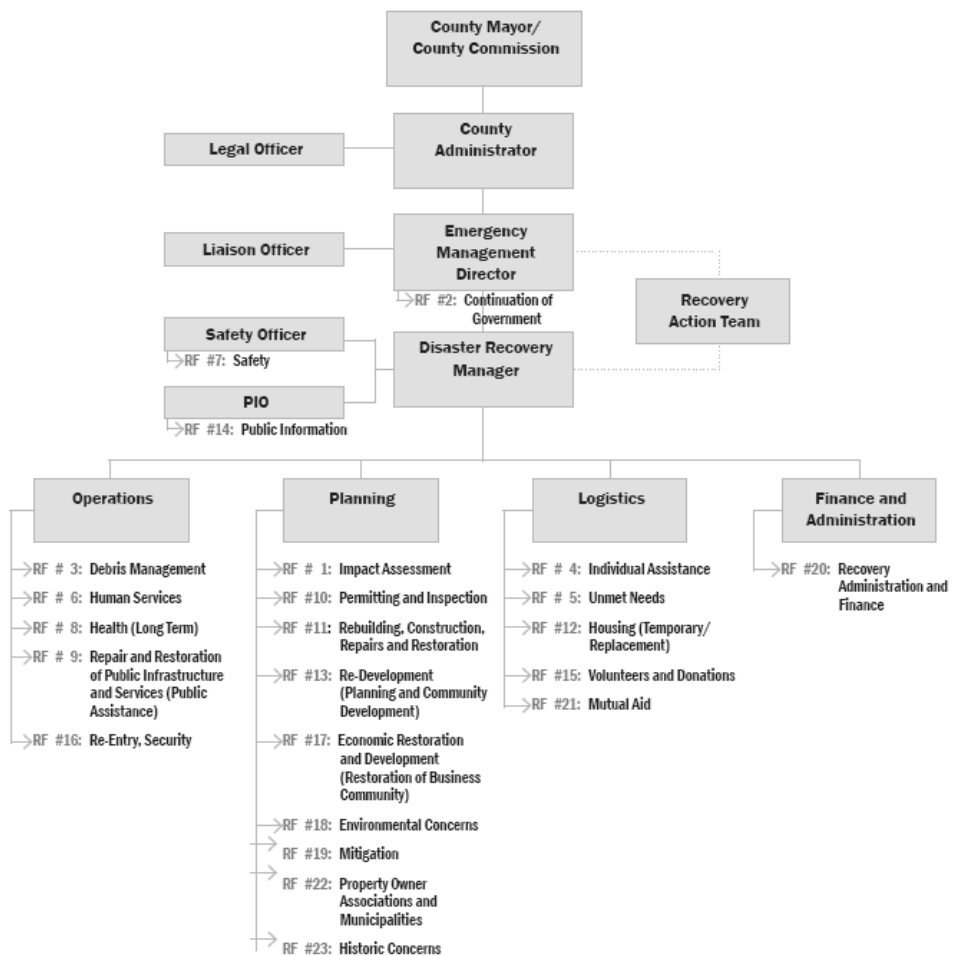 County Mayor/
County Commission
County
Administrator
Legal Officer
Emergency
Management
Director
Liaison Officer
RF #2: Continuation of
Government
Recovery
Action Team
Safety Officer
RF #7: Safety
Disaster Recovery
Manager
PIO
RF #14: Public Information
Operations
RF # 3: Debris Management
RF # 6: Human Services
RF # 8: Health (Long Term)
RF # 9: Repair and Restoration
of Public Infrastructure
and Services (Public
Assistance)
RF #16: Re-Entry, Security
Planning
RF # 1: Impact Assessment
RF #10: Permitting and Inspection
RF #11: Rebuilding, Construction,
Repairs and Restoration
RF #13: Re-Development
(Planning and Community
Development)
RF #17: Economic Restoration
and Development
(Restoration of Business
Community)
RF #18: Environmental Concerns
RF #19: Mitigation
RF #22: Property Owner
Associations and
Municipalities
RF #23: Historic Concerns
Logistics
RF # 4: Individual Assistance
RF # 5: Unmet Needs
RF #12: Housing (Temporary/
Replacement)
RF #15: Volunteers and Donations
RF #21: Mutual Aid
Finance and
Administration
RF #20: Recovery
Administration and
Finance